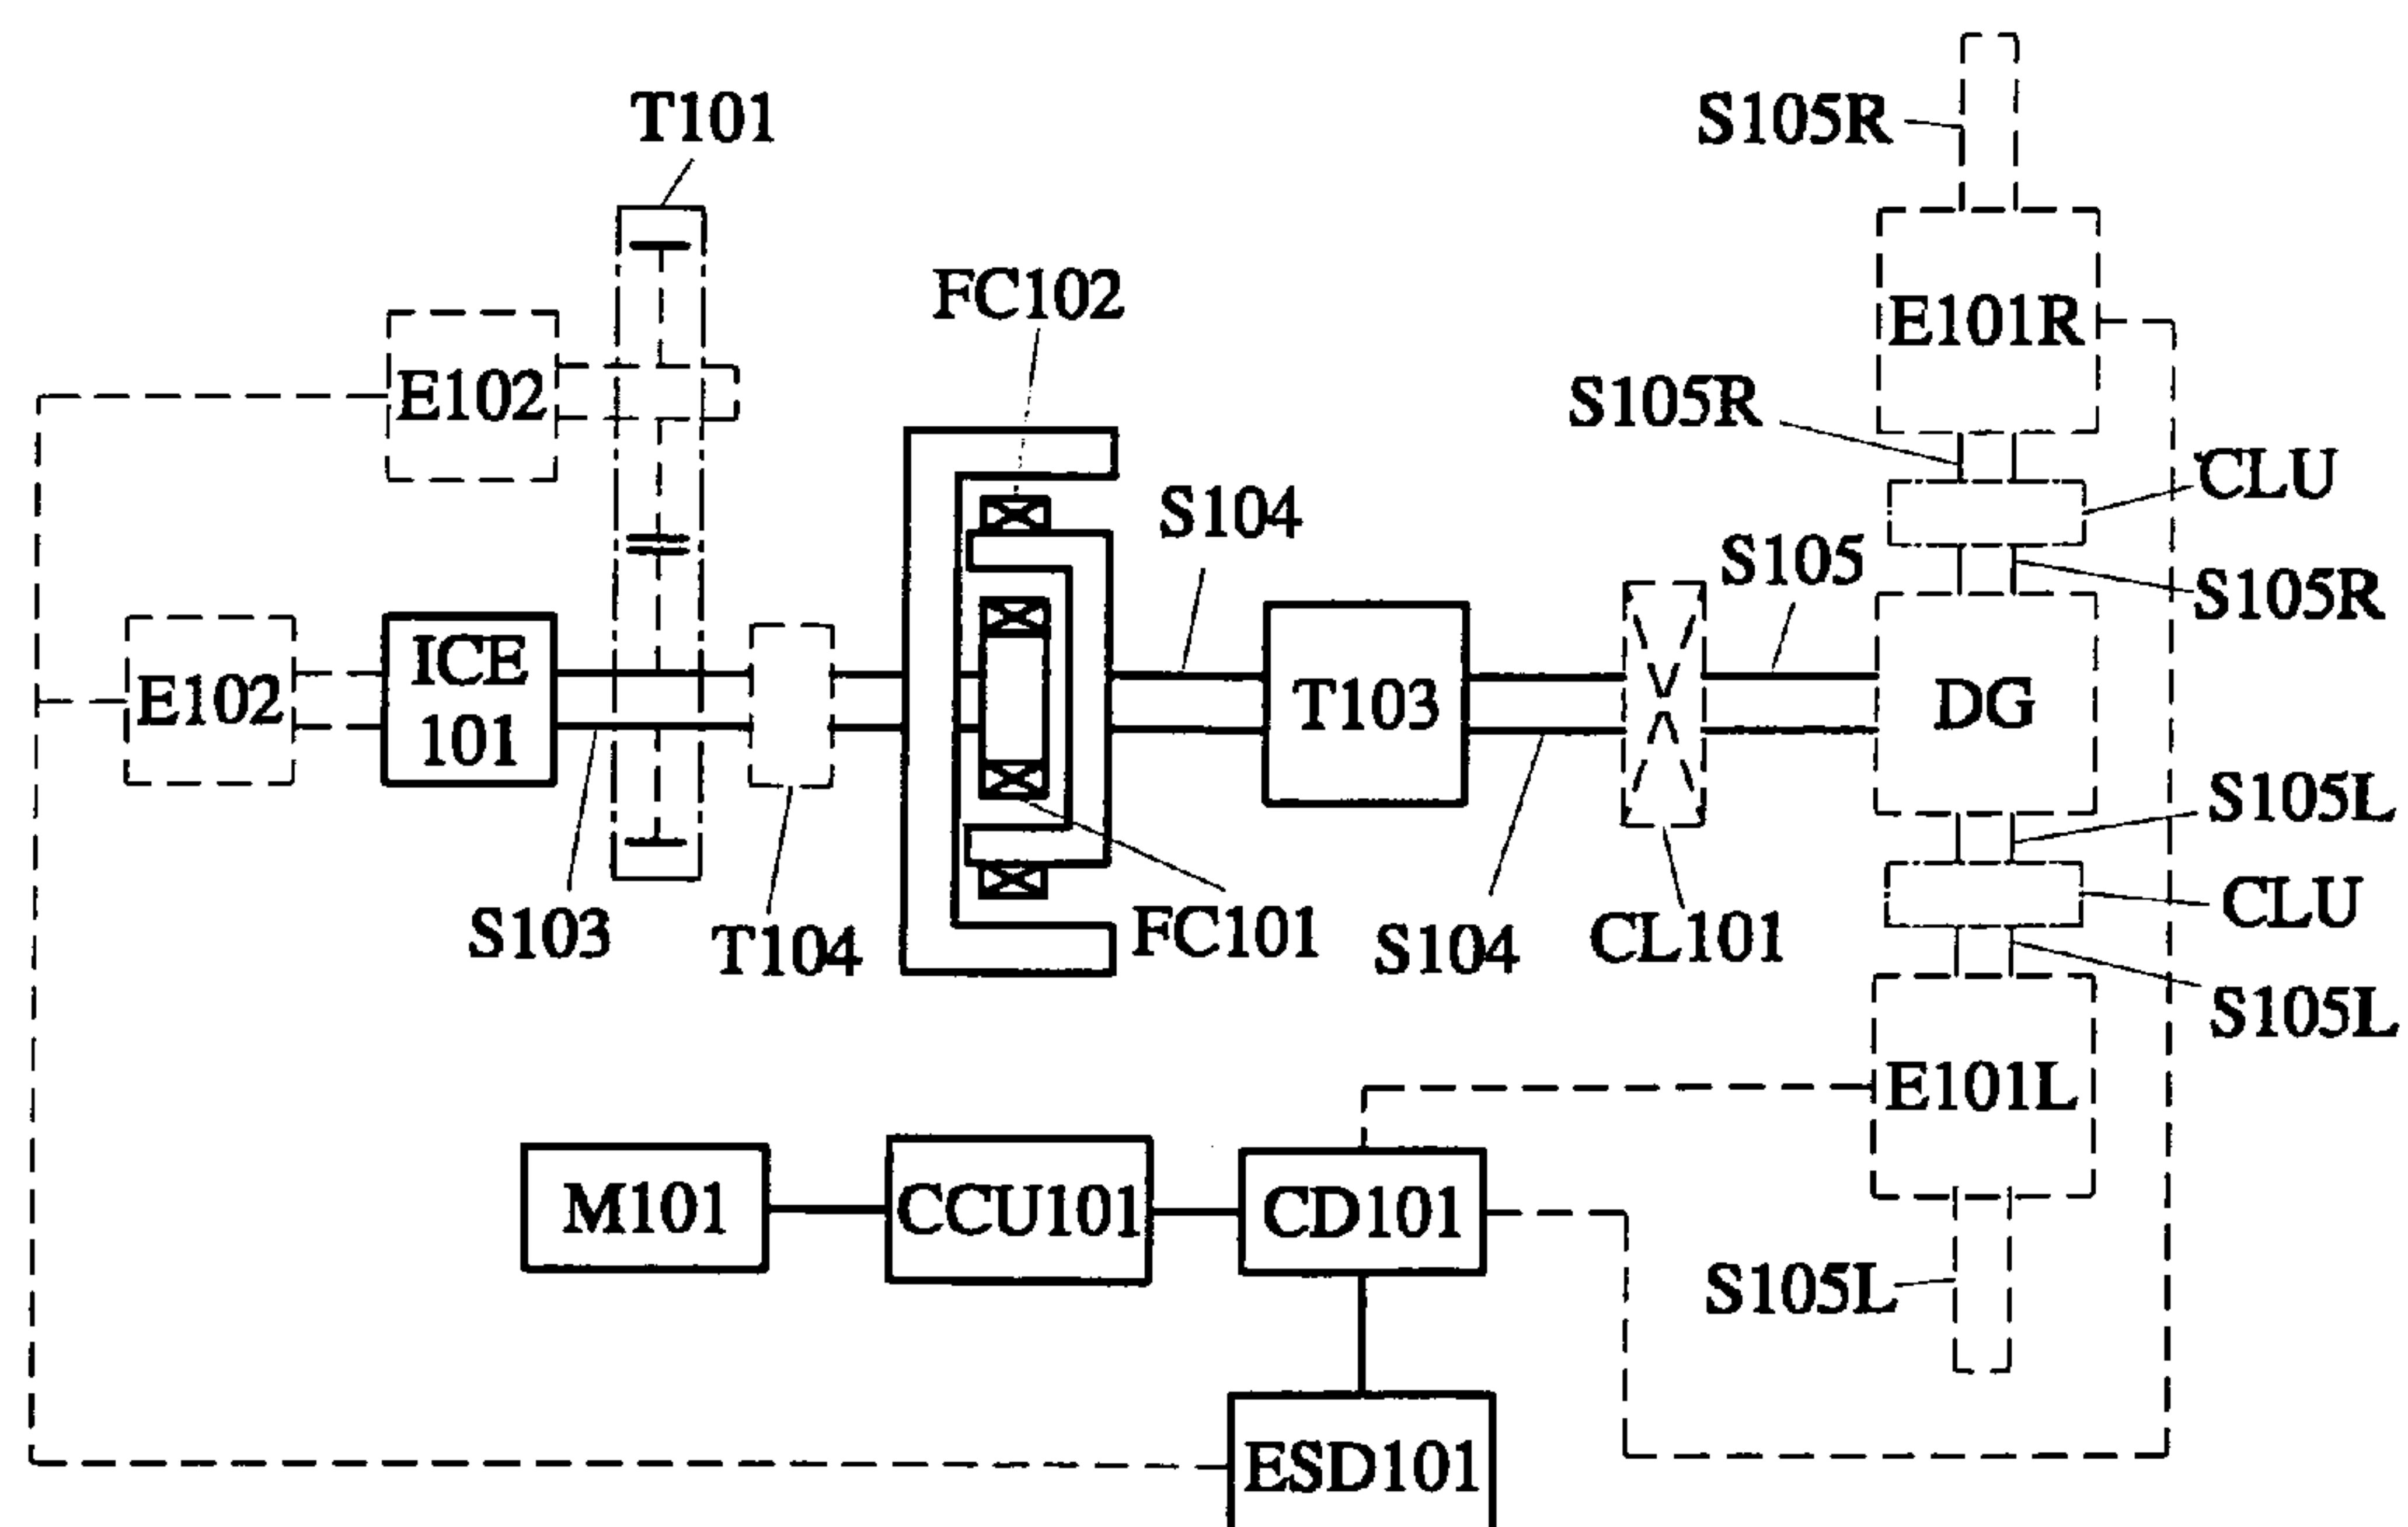 T101
S105R
FC102
E101R
E102
S105R
CLU
S104
S105
S105R
E102
ICE
101
T103
DG
S105L
S103
T104
FC101
S104
CL101
CLU
S105L
E101L
M101
CCU101
CD101
S105L
ESD101